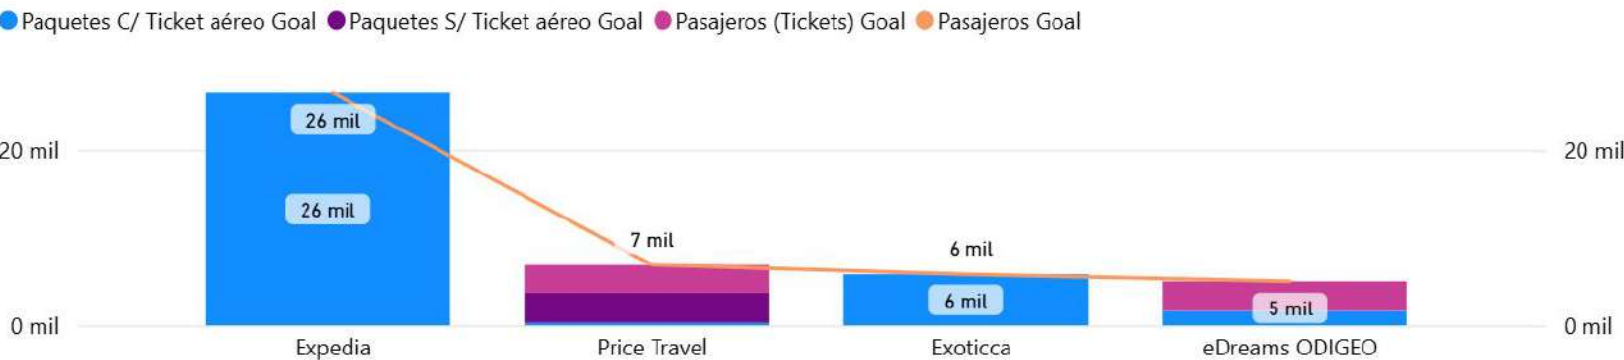 Paquetes C/ Ticket aéreo Goal Paquetes S/ Ticket aéreo Goal Pasajeros (Tickets) Goal Pasajeros Goal
26 mil
20 mil 20 mil
26 mil
7 mil 6 mil
6 mil 5 mil
0 mil 0 mil
Expedia Price Travel Exoticca eDreams ODIGEO